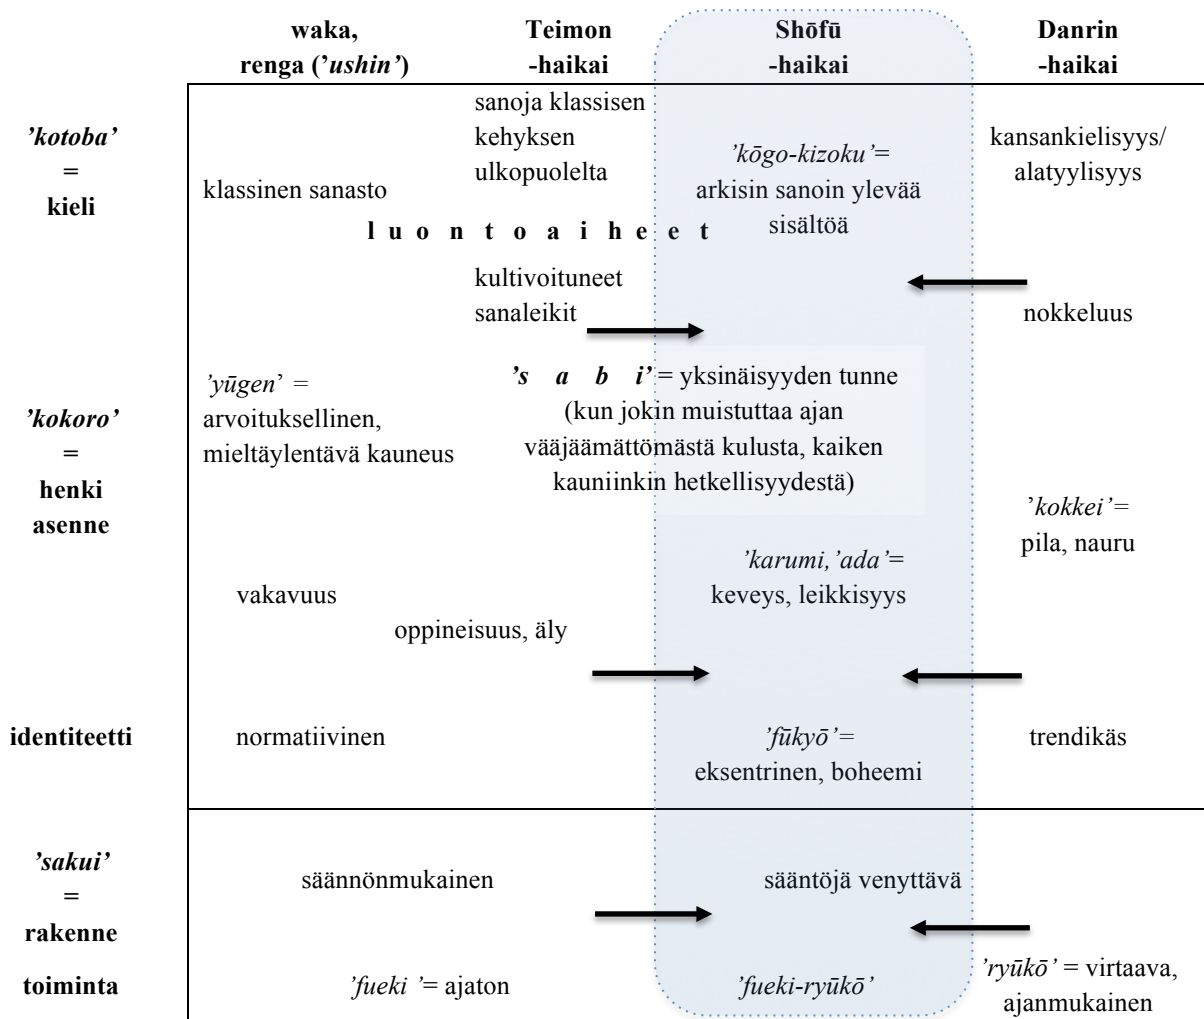 waka,
renga (’ushin’)
Teimon
-haikai
Shōfū
-haikai
Danrin
-haikai
’kotoba’
=
kieli
klassinen sanasto
sanoja klassisen
kehyksen
ulkopuolelta
’kōgo-kizoku’=
arkisin sanoin ylevää
sisältöä
kansankielisyys/
alatyylisyys
l u o n t o a i h e e t
kultivoituneet
sanaleikit
nokkeluus
’kokoro’
=
henki
asenne
’yūgen’ =
arvoituksellinen,
mieltäylentävä kauneus
’s a b i’ = yksinäisyyden tunne
(kun jokin muistuttaa ajan
vääjäämättömästä kulusta, kaiken
kauniinkin hetkellisyydestä)
’kokkei’=
pila, nauru
’karumi,’ada’=
keveys, leikkisyys
vakavuus
oppineisuus, äly
identiteetti
normatiivinen
’fūkyō’=
eksentrinen, boheemi
trendikäs
’sakui’
=
rakenne
säännönmukainen
sääntöjä venyttävä
toiminta
’fueki ’= ajaton
’fueki-ryūkō’
’ryūkō’ = virtaava,
ajanmukainen